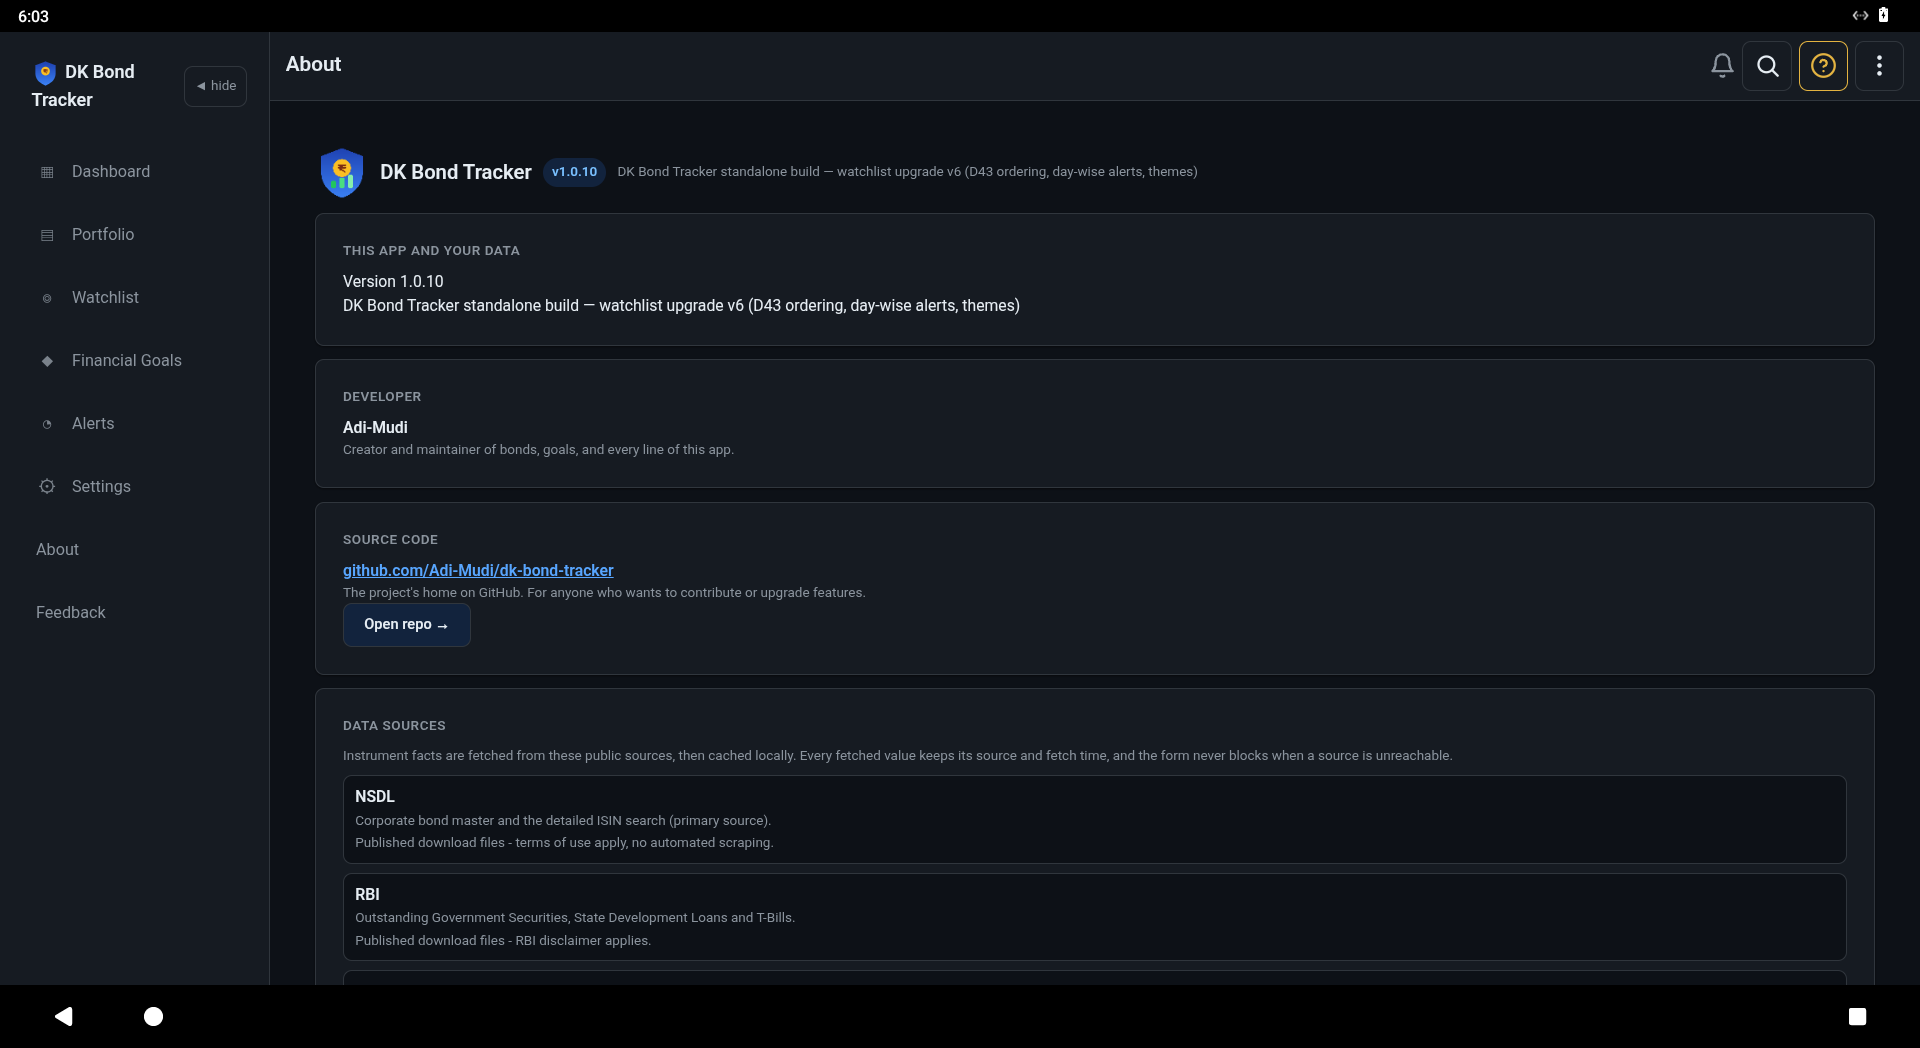 6:03
DK Bond
Tracker
◄ hide
Dashboard
Portfolio
Watchlist
Financial Goals
Alerts
Settings
About
Feedback
About
DK Bond Tracker
v1.0.10
DK Bond Tracker standalone build — watchlist upgrade v6 (D43 ordering, day-wise alerts, themes)
THIS APP AND YOUR DATA
Version 1.0.10
DK Bond Tracker standalone build — watchlist upgrade v6 (D43 ordering, day-wise alerts, themes)
DEVELOPER
Adi-Mudi
Creator and maintainer of bonds, goals, and every line of this app.
SOURCE CODE
github.com/Adi-Mudi/dk-bond-tracker
The project's home on GitHub. For anyone who wants to contribute or upgrade features.
Open repo →
DATA SOURCES
Instrument facts are fetched from these public sources, then cached locally. Every fetched value keeps its source and fetch time, and the form never blocks when a source is unreachable.
NSDL
Corporate bond master and the detailed ISIN search (primary source).
Published download files - terms of use apply, no automated scraping.
RBI
Outstanding Government Securities, State Development Loans and T-Bills.
Published download files - RBI disclaimer applies.